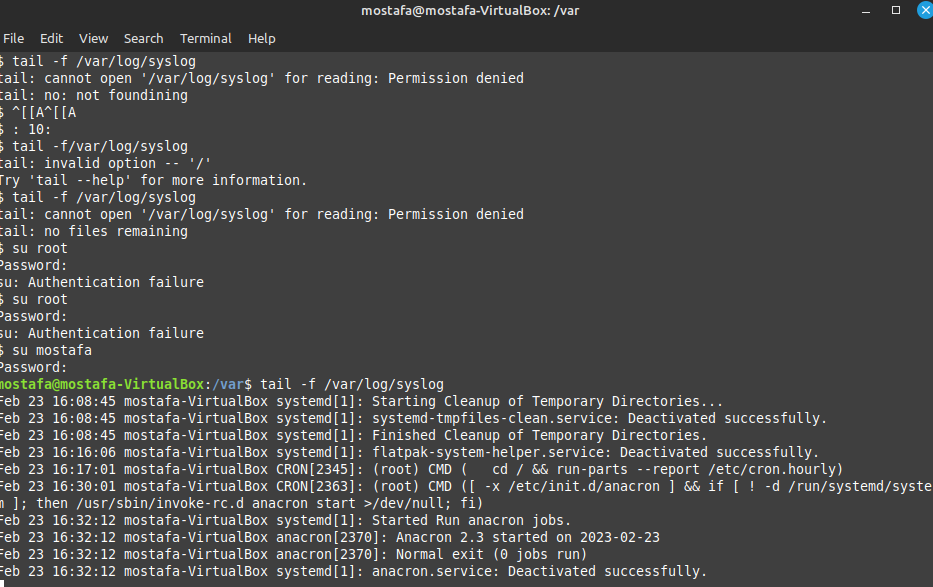 mostafa@mostafa-VirtualBox: /var
File Edit View Search Terminal Help
$ tail -f /var/log/syslog
tail: cannot open '/var/log/syslog' for reading: Permission denied
tail: no: not foundining
$ ^[[A^[[A
$ : 10:
$ tail -f/var/log/syslog
tail: invalid option -- '/'
Try 'tail --help' for more information.
$ tail -f /var/log/syslog
tail: cannot open '/var/log/syslog' for reading: Permission denied
tail: no files remaining
$ su root
Password:
su: Authentication failure
$ su root
Password:
su: Authentication failure
$ su mostafa
Password:
mostafa@mostafa-VirtualBox:/var$ tail -f /var/log/syslog
Feb 23 16:08:45 mostafa-VirtualBox systemd[1]: Starting Cleanup of Temporary Directories...
Feb 23 16:08:45 mostafa-VirtualBox systemd[1]: systemd-tmpfiles-clean.service: Deactivated successfully.
Feb 23 16:08:45 mostafa-VirtualBox systemd[1]: Finished Cleanup of Temporary Directories.
Feb 23 16:16:06 mostafa-VirtualBox systemd[1]: flatpak-system-helper.service: Deactivated successfully.
Feb 23 16:17:01 mostafa-VirtualBox CRON[2345]: (root) CMD (   cd / && run-parts --report /etc/cron.hourly)
Feb 23 16:30:01 mostafa-VirtualBox CRON[2363]: (root) CMD ([ -x /etc/init.d/anacron ] && if [ ! -d /run/systemd/syste
m ]; then /usr/sbin/invoke-rc.d anacron start >/dev/null; fi)
Feb 23 16:32:12 mostafa-VirtualBox systemd[1]: Started Run anacron jobs.
Feb 23 16:32:12 mostafa-VirtualBox anacron[2370]: Anacron 2.3 started on 2023-02-23
Feb 23 16:32:12 mostafa-VirtualBox anacron[2370]: Normal exit (0 jobs run)
Feb 23 16:32:12 mostafa-VirtualBox systemd[1]: anacron.service: Deactivated successfully.